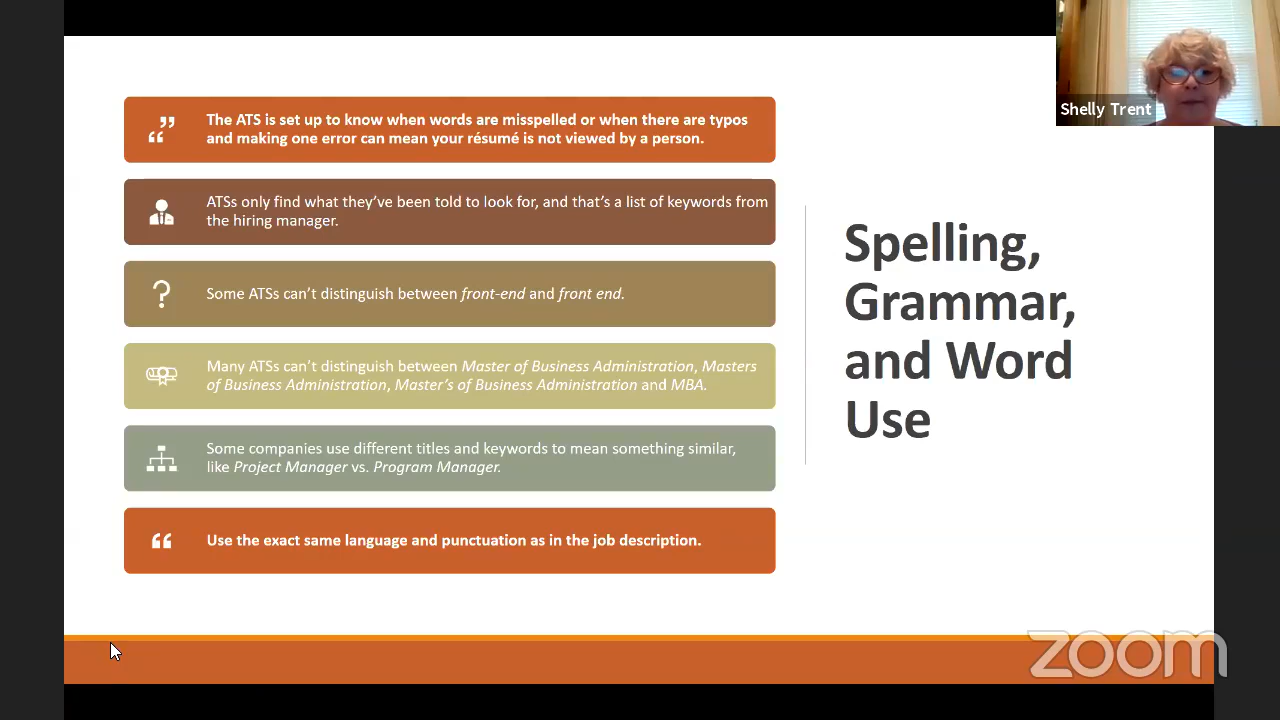 The ATS is set up to know when words are misspelled or when there are typos
and making one error can mean your résumé is not viewed by a person.
ATSs only find what they've been told to look for, and that's a list of keywords from
the hiring manager.
Some ATSs can't distinguish between front-end and front end.
Many ATSs can't distinguish between Master of Business Administration, Masters
of Business Administration, Master's of Business Administration and MBA.
Some companies use different titles and keywords to mean something similar,
like Project Manager vs. Program Manager.
Use the exact same language and punctuation as in the job description.
Spelling,
Grammar,
and Word
Use
Shelly Trent
zoom